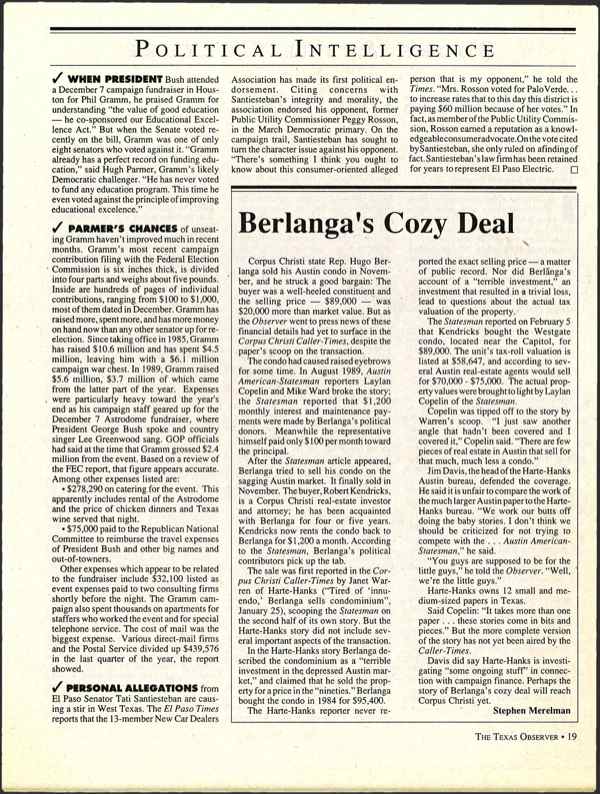 POLITICAL INTELLIGENCE
✓ WHEN PRESIDENT Bush attended
a December 7 campaign fundraiser in Hous-
ton for Phil Gramm, he praised Gramm for
understanding "the value of good education
— he co-sponsored our Educational Excel-
lence Act." But when the Senate voted re-
cently on the bill, Gramm was one of only
eight senators who voted against it. "Gramm
already has a perfect record on funding edu-
cation," said Hugh Parmer, Gramm's likely
Democratic challenger. "He has never voted
to fund any education program. This time he
even voted against the principle of improving
educational excellence."
✓ PARMER'S CHANCES of unseat-
ing Gramm haven't improved much in recent
months. Gramm's most recent campaign
contribution filing with the Federal Election
Commission is six inches thick, is divided
into four parts and weighs about five pounds.
Inside are hundreds of pages of individual
contributions, ranging from $100 to $1,000,
most of them dated in December. Gramm has
raised more, spent more, and has more money
on hand now than any other senator up for re-
election. Since taking office in 1985, Gramm
has raised $10.6 million and has spent $4.5
million, leaving him with a $6.1 million
campaign war chest. In 1989, Gramm raised
$5.6 million, $3.7 million of which came
from the latter part of the year. Expenses
were particularly heavy toward the year's
end as his campaign staff geared up for the
December 7 Astrodome fundraiser, where
President George Bush spoke and country
singer Lee Greenwood sang. GOP officials
had said at the time that Gramm grossed $2.4
million from the event. Based on a review of
the FEC report, that figure appears accurate.
Among other expenses listed are:
• $278,290 on catering for the event. This
apparently includes rental of the Astrodome
and the price of chicken dinners and Texas
wine served that night.
• $75,000 paid to the Republican National
Committee to reimburse the travel expenses
of President Bush and other big names and
out-of-towners.
Other expenses which appear to be related
to the fundraiser include $32,100 listed as
event expenses paid to two consulting firms
shortly before the night. The Gramm cam-
paign also spent thousands on apartments for
staffers who worked the event and for special
telephone service. The cost of mail was the
biggest expense. Various direct-mail firms
and the Postal Service divided up $439,576
in the last quarter of the year, the report
showed.
✓ PERSONAL ALLEGATIONS from
El Paso Senator Tati Santiesteban are caus-
ing a stir in West Texas. The El Paso Times
reports that the 13-member New Car Dealers
Association has made its first political en-
dorsement. Citing concerns with
Santiesteban's integrity and morality, the
association endorsed his opponent, former
Public Utility Commissioner Peggy Rosson,
in the March Democratic primary. On the
campaign trail, Santiesteban has sought to
turn the character issue against his opponent.
"There's something I think you ought to
know about this consumer-oriented alleged
person that is my opponent," he told the
Times. "Mrs. Rosson voted for Palo Verde. . .
to increase rates that to this day this district is
paying $60 million because of her votes." In
fact, as member of the Public Utility Commis-
sion, Rosson earned a reputation as a knowl-
edgeable consumer advocate. On the vote cited
by Santiesteban, she only ruled on a finding of
fact. Santiesteban's law firm has been retained
for years to represent El Paso Electric. □
Berlanga's Cozy Deal
Corpus Christi state Rep. Hugo Ber-
langa sold his Austin condo in Novem-
ber, and he struck a good bargain: The
buyer was a well-heeled constituent and
the selling price — $89,000 — was
$20,000 more than market value. But as
the Observer went to press news of these
financial details had yet to surface in the
Corpus Christi Caller-Times, despite the
paper's scoop on the transaction.
The condo had caused raised eyebrows
for some time. In August 1989, Austin
American-Statesman reporters Laylan
Copelin and Mike Ward broke the story;
the Statesman reported that $1,200
monthly interest and maintenance pay-
ments were made by Berlanga's political
donors. Meanwhile the representative
himself paid only $100 per month toward
the principal.
After the Statesman article appeared,
Berlanga tried to sell his condo on the
sagging Austin market. It finally sold in
November. The buyer, Robert Kendricks,
is a Corpus Christi real-estate investor
and attorney; he has been acquainted
with Berlanga for four or five years.
Kendricks now rents the condo back to
Berlanga for $1,200 a month. According
to the Statesman, Berlanga's political
contributors pick up the tab.
The sale was first reported in the Cor-
pus Christi Caller-Times by Janet War-
ren of Harte-Hanks ("Tired of 'innu-
endo,' Berlanga sells condominium",
January 25), scooping the Statesman on
the second half of its own story. But the
Harte-Hanks story did not include sev-
eral important aspects of the transaction.
In the Harte-Hanks story Berlanga de-
scribed the condominium as a "terrible
investment in the depressed Austin mar-
ket," and claimed that he sold the prop-
erty for a price in the "nineties." Berlanga
bought the condo in 1984 for $95,400.
The Harte-Hanks reporter never re-
ported the exact selling price — a matter
of public record. Nor did Berlanga's
account of a "terrible investment," an
investment that resulted in a trivial loss,
lead to questions about the actual tax
valuation of the property.
The Statesman reported on February 5
that Kendricks bought the Westgate
condo, located near the Capitol, for
$89,000. The unit's tax-roll valuation is
listed at $58,647, and according to sev-
eral Austin real-estate agents would sell
for $70,000 - $75,000. The actual prop-
erty values were brought to light by Laylan
Copelin of the Statesman.
Copelin was tipped off to the story by
Warren's scoop. "I just saw another
angle that hadn't been covered and I
covered it," Copelin said. "There are few
pieces of real estate in Austin that sell for
that much, much less a condo."
Jim Davis, the head of the Harte-Hanks
Austin bureau, defended the coverage.
He said it is unfair to compare the work of
the much larger Austin paper to the Harte-
Hanks bureau. "We work our butts off
doing the baby stories. I don't think we
should be criticized for not trying to
compete with the . . . Austin American-
Statesman," he said.
"You guys are supposed to be for the
little guys," he told the Observer. "Well,
we're the little guys."
Harte-Hanks owns 12 small and me-
dium-sized papers in Texas.
Said Copelin: "It takes more than one
paper . . . these stories come in bits and
pieces." But the more complete version
of the story has not yet been aired by the
Caller-Times.
Davis did say Harte-Hanks is investi-
gating "some ongoing stuff" in connec-
tion with campaign finance. Perhaps the
story of Berlanga's cozy deal will reach
Corpus Christi yet.
Stephen Merelman
THE TEXAS OBSERVER • 19